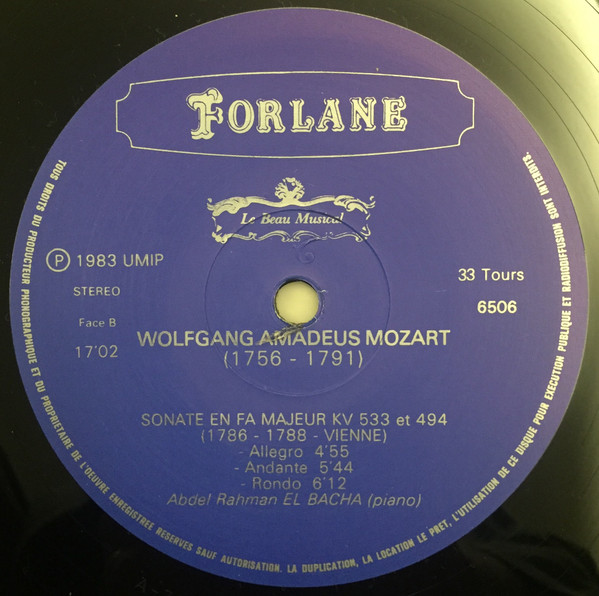 FORLANE
Le Beau Musical
℗ 1983 UMIP
STEREO
Face B
17'02
33 Tours
6506
WOLFGANG AMADEUS MOZART
(1756 - 1791)
SONATE EN FA MAJEUR KV 533 et 494
(1786 - 1788 - VIENNE)
- Allegro 4'55
- Andante 5'44
- Rondo 6'12
Abdel Rahman EL BACHA (piano)
TOUS DROITS DU PRODUCTEUR PHONOGRAPHIQUE ET DU PROPRIETAIRE DE L'OEUVRE ENREGISTREE RESERVES SAUF AUTORISATION. LA DUPLICATION, LA LOCATION LE PRET, L'UTILISATION DE CE DISQUE POUR EXECUTION PUBLIQUE ET RADIODIFFUSION SONT INTERDITS.